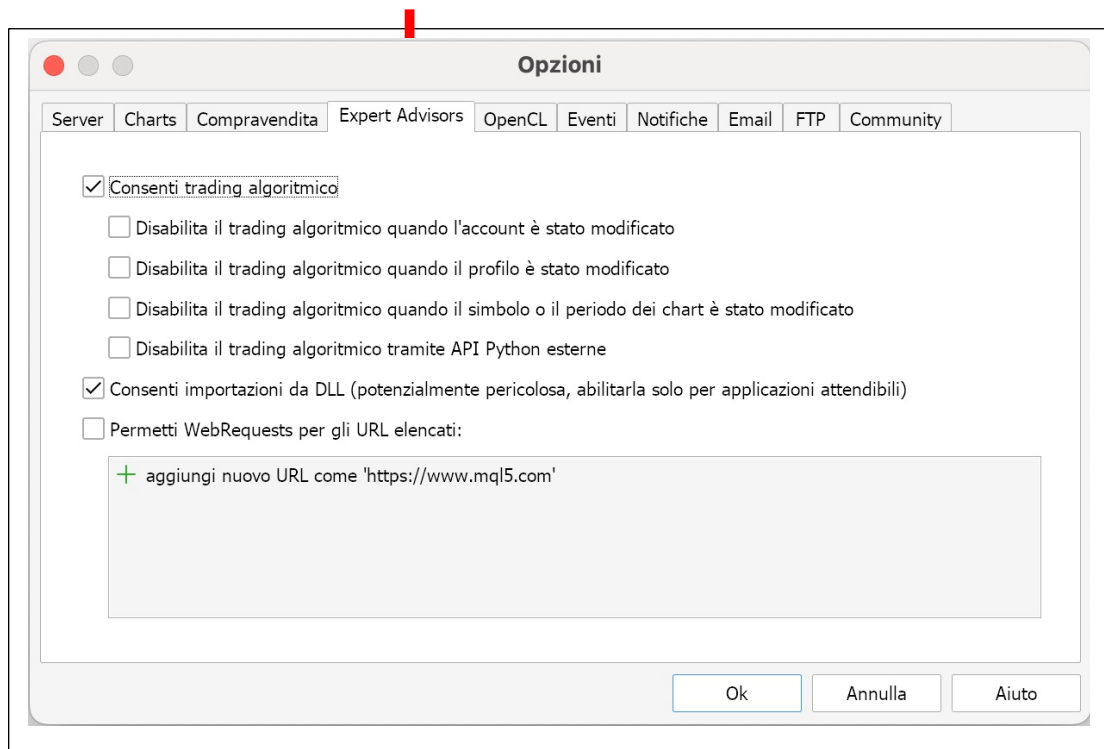 Opzioni
Server Charts Compravendita Expert Advisors OpenCL Eventi Notifiche Email FTP Community
Consenti trading algoritmico
Disabilita il trading algoritmico quando l'account è stato modificato
Disabilita il trading algoritmico quando il profilo è stato modificato
Disabilita il trading algoritmico quando il simbolo o il periodo dei chart è stato modificato
Disabilita il trading algoritmico tramite API Python esterne
Consenti importazioni da DLL (potenzialmente pericolosa, abilitarla solo per applicazioni attendibili)
Permetti WebRequests per gli URL elencati:
aggiungi nuovo URL come 'https://www.mql5.com'
Ok Annulla Aiuto